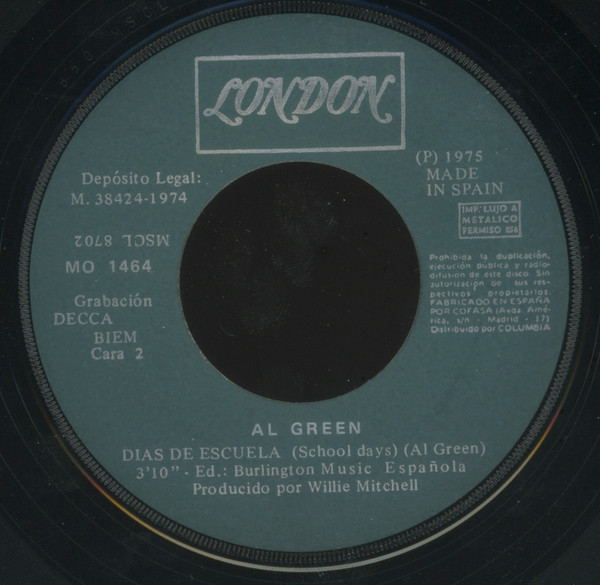 LONDON
Depósito Legal:
M. 38424-1974
MSCL 8702
MO 1464
Grabación
DECCA
BIEM
Cara 2
(P) 1975
MADE
IN SPAIN
IMP. LUJO A
METALICO
PERMISO 856
Prohibida la duplicación,
ejecución pública y radio-
difusión de este disco. Sin
autorización de sus res-
pectivos propietarios.
FABRICADO EN ESPAÑA
POR COFASA (Avda. Amé-
rica, s/n - Madrid - 17)
Distribuido por COLUMBIA
AL GREEN
DIAS DE ESCUELA (School days) (Al Green)
3'10" - Ed.: Burlington Music Española
Producido por Willie Mitchell